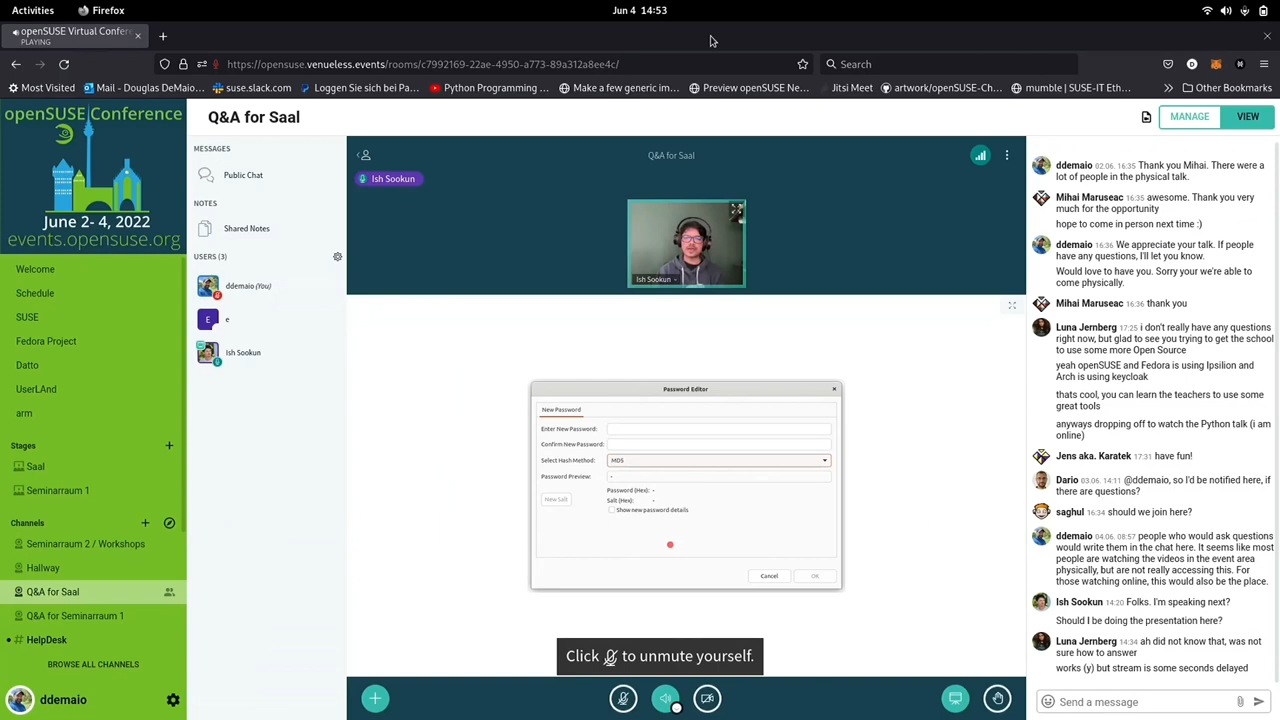 Activities
Firefox
Jun 4 14:53
openSUSE Virtual Confer
PLAYING
https://opensuse.venueless.events/rooms/c7992169-22ae-4950-a773-89a312a8ee4c/
Search
Most Visited
Mail - Douglas DeMaio...
suse.slack.com
Loggen Sie sich bei Pa...
Python Programming ...
Make a few generic im...
Preview openSUSE Ne...
Jitsi Meet
artwork/openSUSE-Ch...
mumble | SUSE-IT Eth...
Other Bookmarks
openSUSE Conference
June 2- 4, 2022
events.opensuse.org
Welcome
Schedule
SUSE
Fedora Project
Datto
UserLAnd
arm
Stages
Saal
Seminarraum 1
Channels
Seminarraum 2 / Workshops
Hallway
Q&A for Saal
Q&A for Seminarraum 1
# HelpDesk
BROWSE ALL CHANNELS
ddemaio
Q&A for Saal
MANAGE
VIEW
MESSAGES
Public Chat
NOTES
Shared Notes
USERS (3)
ddemaio (You)
E
e
Ish Sookun
Q&A for Saal
Ish Sookun
Ish Sookun
Password Editor
New Password
Enter New Password:
Confirm New Password:
Select Hash Method:
MD5
Password Preview:
-
Password (Hex): -
New Salt
Salt (Hex): -
Show new password details
Cancel
OK
Click to unmute yourself.
ddemaio 02.06. 16:35 Thank you Mihai. There were a
lot of people in the physical talk.
Mihai Maruseac 16:35 awesome. Thank you very
much for the opportunity
hope to come in person next time :)
ddemaio 16:36 We appreciate your talk. If people
have any questions, I'll let you know.
Would love to have you. Sorry your we're able to
come physically.
Mihai Maruseac 16:36 thank you
Luna Jernberg 17:25 i don't really have any questions
right now, but glad to see you trying to get the school
to use some more Open Source
yeah openSUSE and Fedora is using Ipsilion and
Arch is using keycloak
thats cool, you can learn the teachers to use some
great tools
anyways dropping off to watch the Python talk (i am
online)
Jens aka. Karatek 17:31 have fun!
Dario 03.06. 14:11 @ddemaio, so I'd be notified here, if
there are questions?
saghul 16:34 should we join here?
ddemaio 04.06. 08:57 people who would ask questions
would write them in the chat here. It seems like most
people are watching the videos in the event area
physically, but are not really accessing this. For
those watching online, this would also be the place.
Ish Sookun 14:20 Folks. I'm speaking next?
Should I be doing the presentation here?
Luna Jernberg 14:34 ah did not know that, was not
sure how to answer
works (y) but stream is some seconds delayed
Send a message